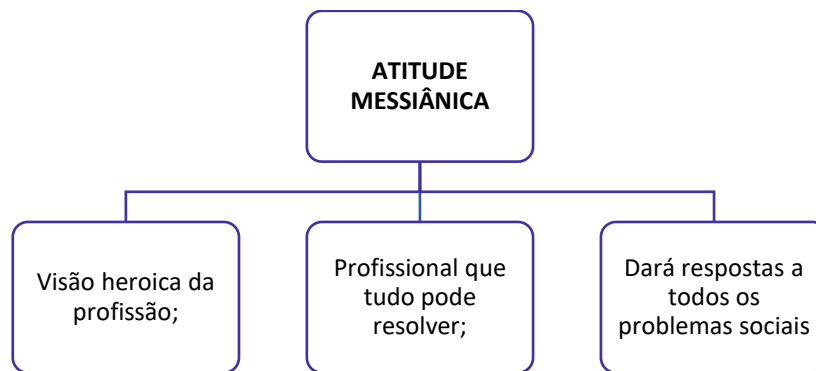 ATITUDE
MESSIÂNICA
Visão heroica da
profissão;
Profissional que
tudo pode
resolver;
Dará respostas a
todos os
problemas sociais